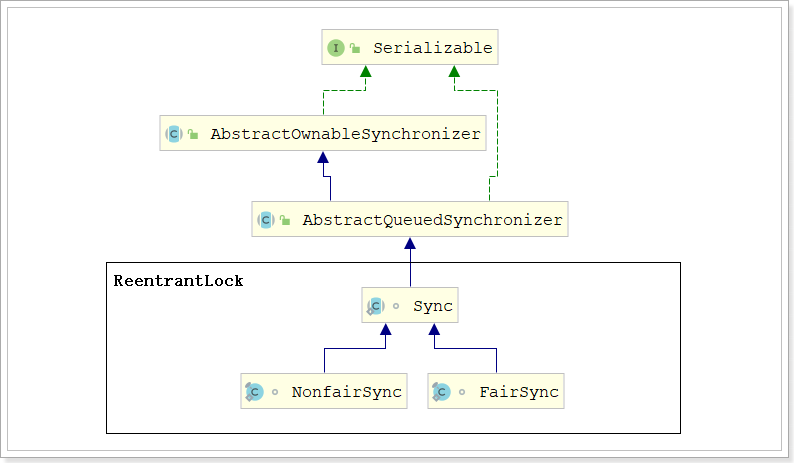 I Serializable
C AbstractOwnableSynchronizer
C AbstractQueuedSynchronizer
ReentrantLock
C Sync
C NonfairSync
C FairSync